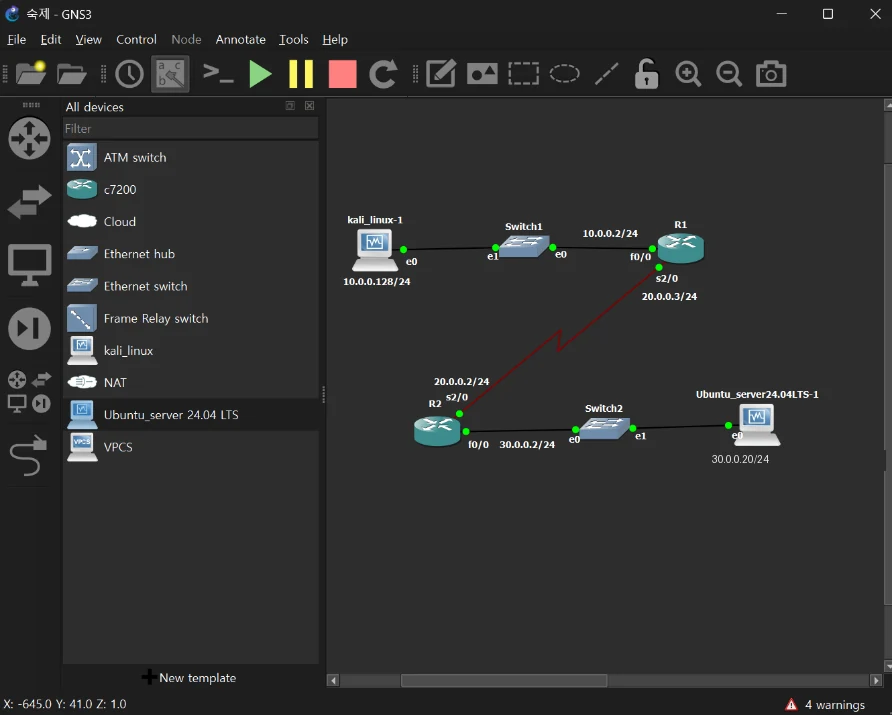 숙제 - GNS3
File Edit View Control Node Annotate Tools Help
All devices
Filter
ATM switch
c7200
Cloud
Ethernet hub
Ethernet switch
Frame Relay switch
kali_linux
NAT
Ubuntu_server 24.04 LTS
VPCS
New template
kali_linux-1
e0
10.0.0.128/24
Switch1
e1
e0
10.0.0.2/24
R1
f0/0
s2/0
20.0.0.3/24
20.0.0.2/24
s2/0
R2
f0/0
30.0.0.2/24
Switch2
e0
e1
Ubuntu_server24.04LTS-1
e0
30.0.0.20/24
X: -645.0 Y: 41.0 Z: 1.0
4 warnings